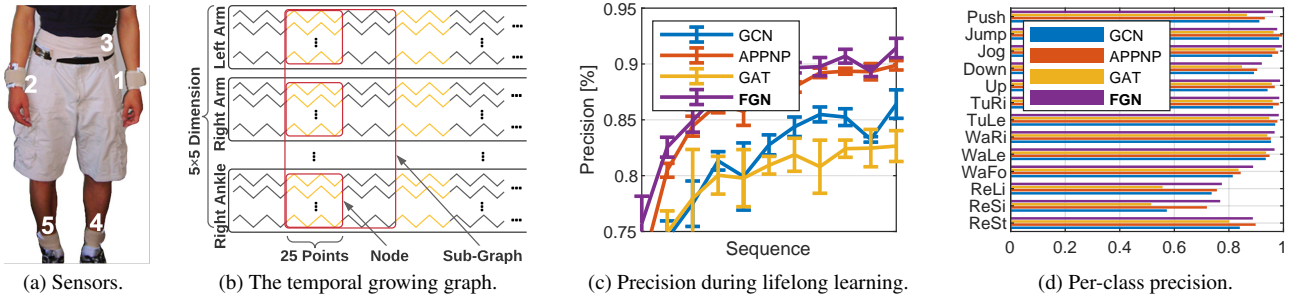 3
2
1
5
4
(a) Sensors.
5×5 Dimension
Left Arm
Right Arm
Right Ankle
25 Points
Node
Sub-Graph
(b) The temporal growing graph.
Precision [%]
0.95
0.9
0.85
0.8
0.75
GCN
APPNP
GAT
FGN
Sequence
(c) Precision during lifelong learning.
Push
Jump
Jog
Down
Up
TuRi
TuLe
WaRi
WaLe
WaFo
ReLi
ReSi
ReSt
GCN
APPNP
GAT
FGN
0 0.2 0.4 0.6 0.8 1
(d) Per-class precision.